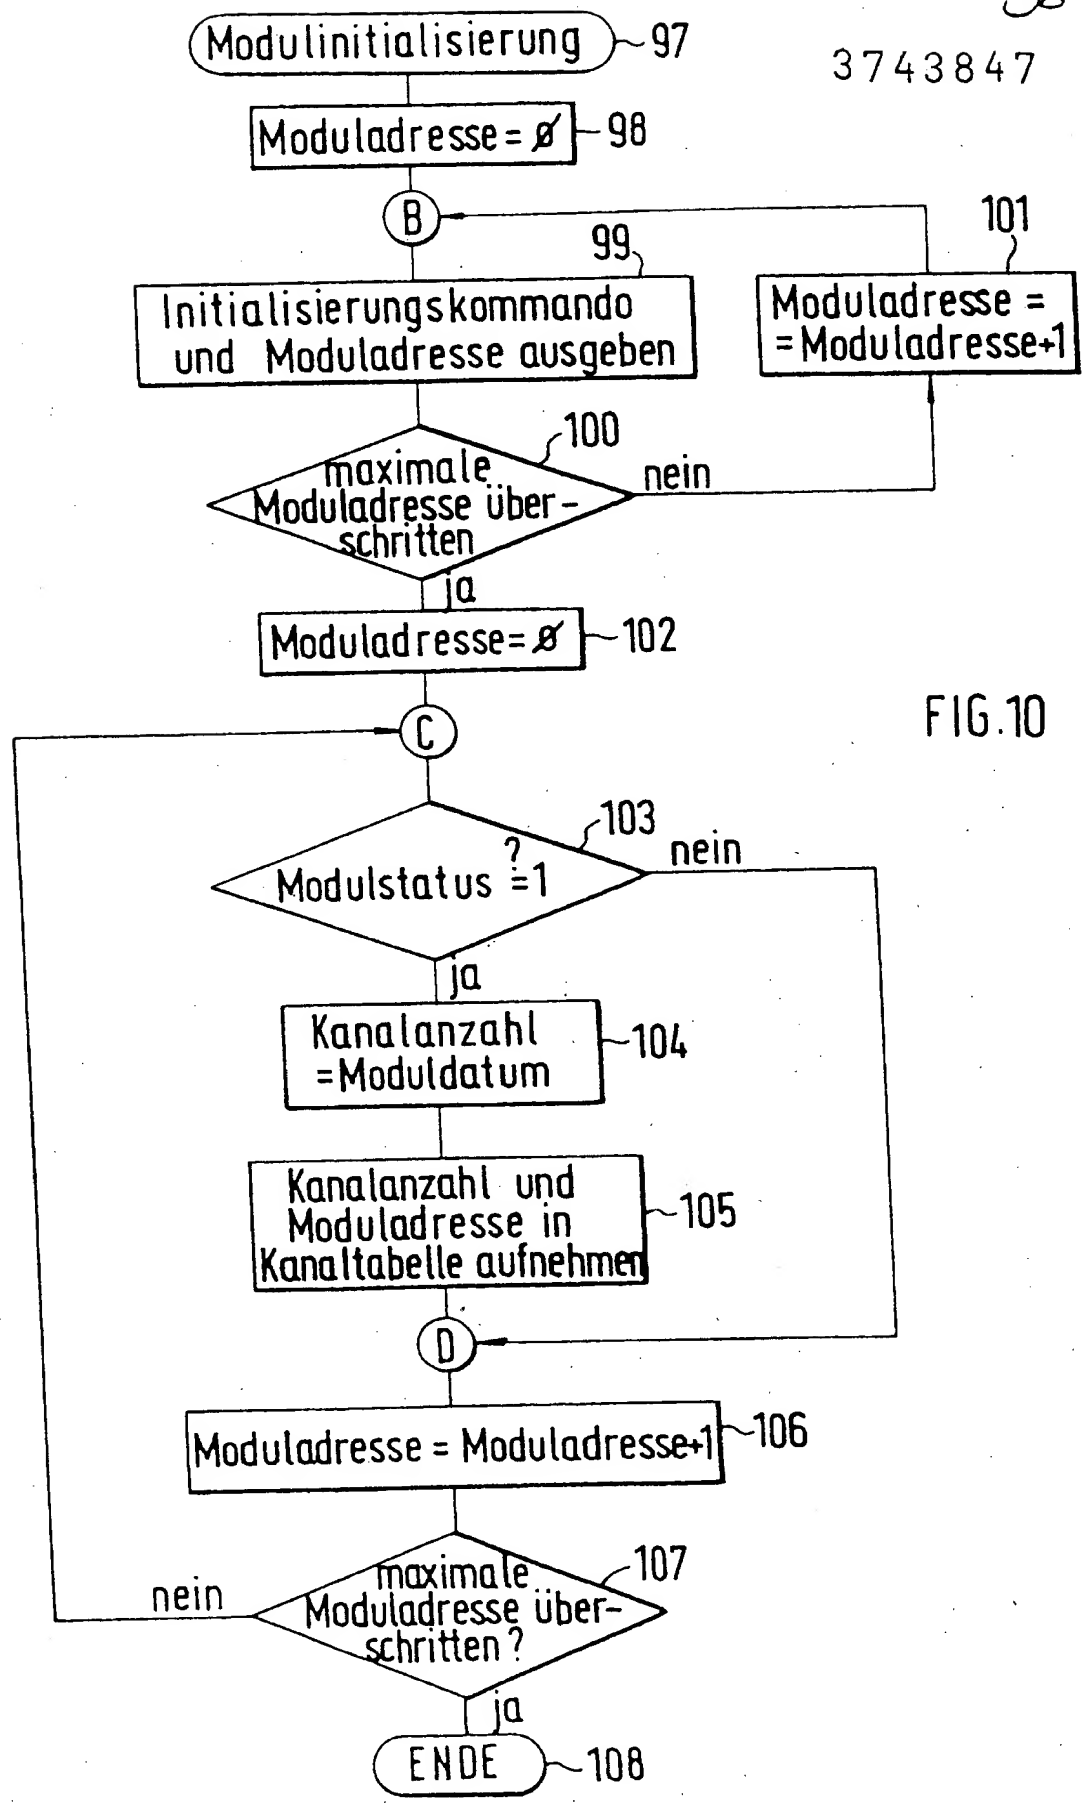 Modulinitialisierung
97
3743847
Moduladresse = ø
98
B
101
99
Initialisierungskommando
und Moduladresse ausgeben
Moduladresse =
= Moduladresse+1
100
maximale
Moduladresse über-
schritten
nein
ja
Moduladresse = ø
102
C
FIG.10
103
?
Modulstatus =1
nein
ja
Kanalanzahl
=Moduldatum
104
Kanalanzahl und
Moduladresse in
Kanaltabelle aufnehmen
105
D
Moduladresse = Moduladresse+1
106
107
maximale
Moduladresse über-
schritten ?
nein
ja
ENDE
108